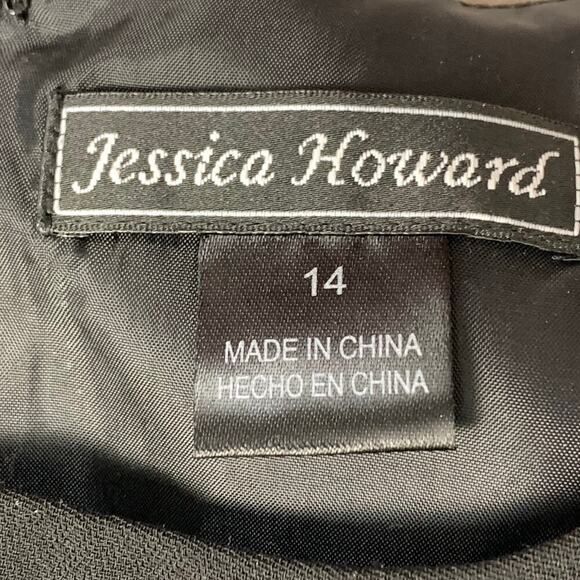 Jessica Howard
14
MADE IN CHINA
HECHO EN CHINA